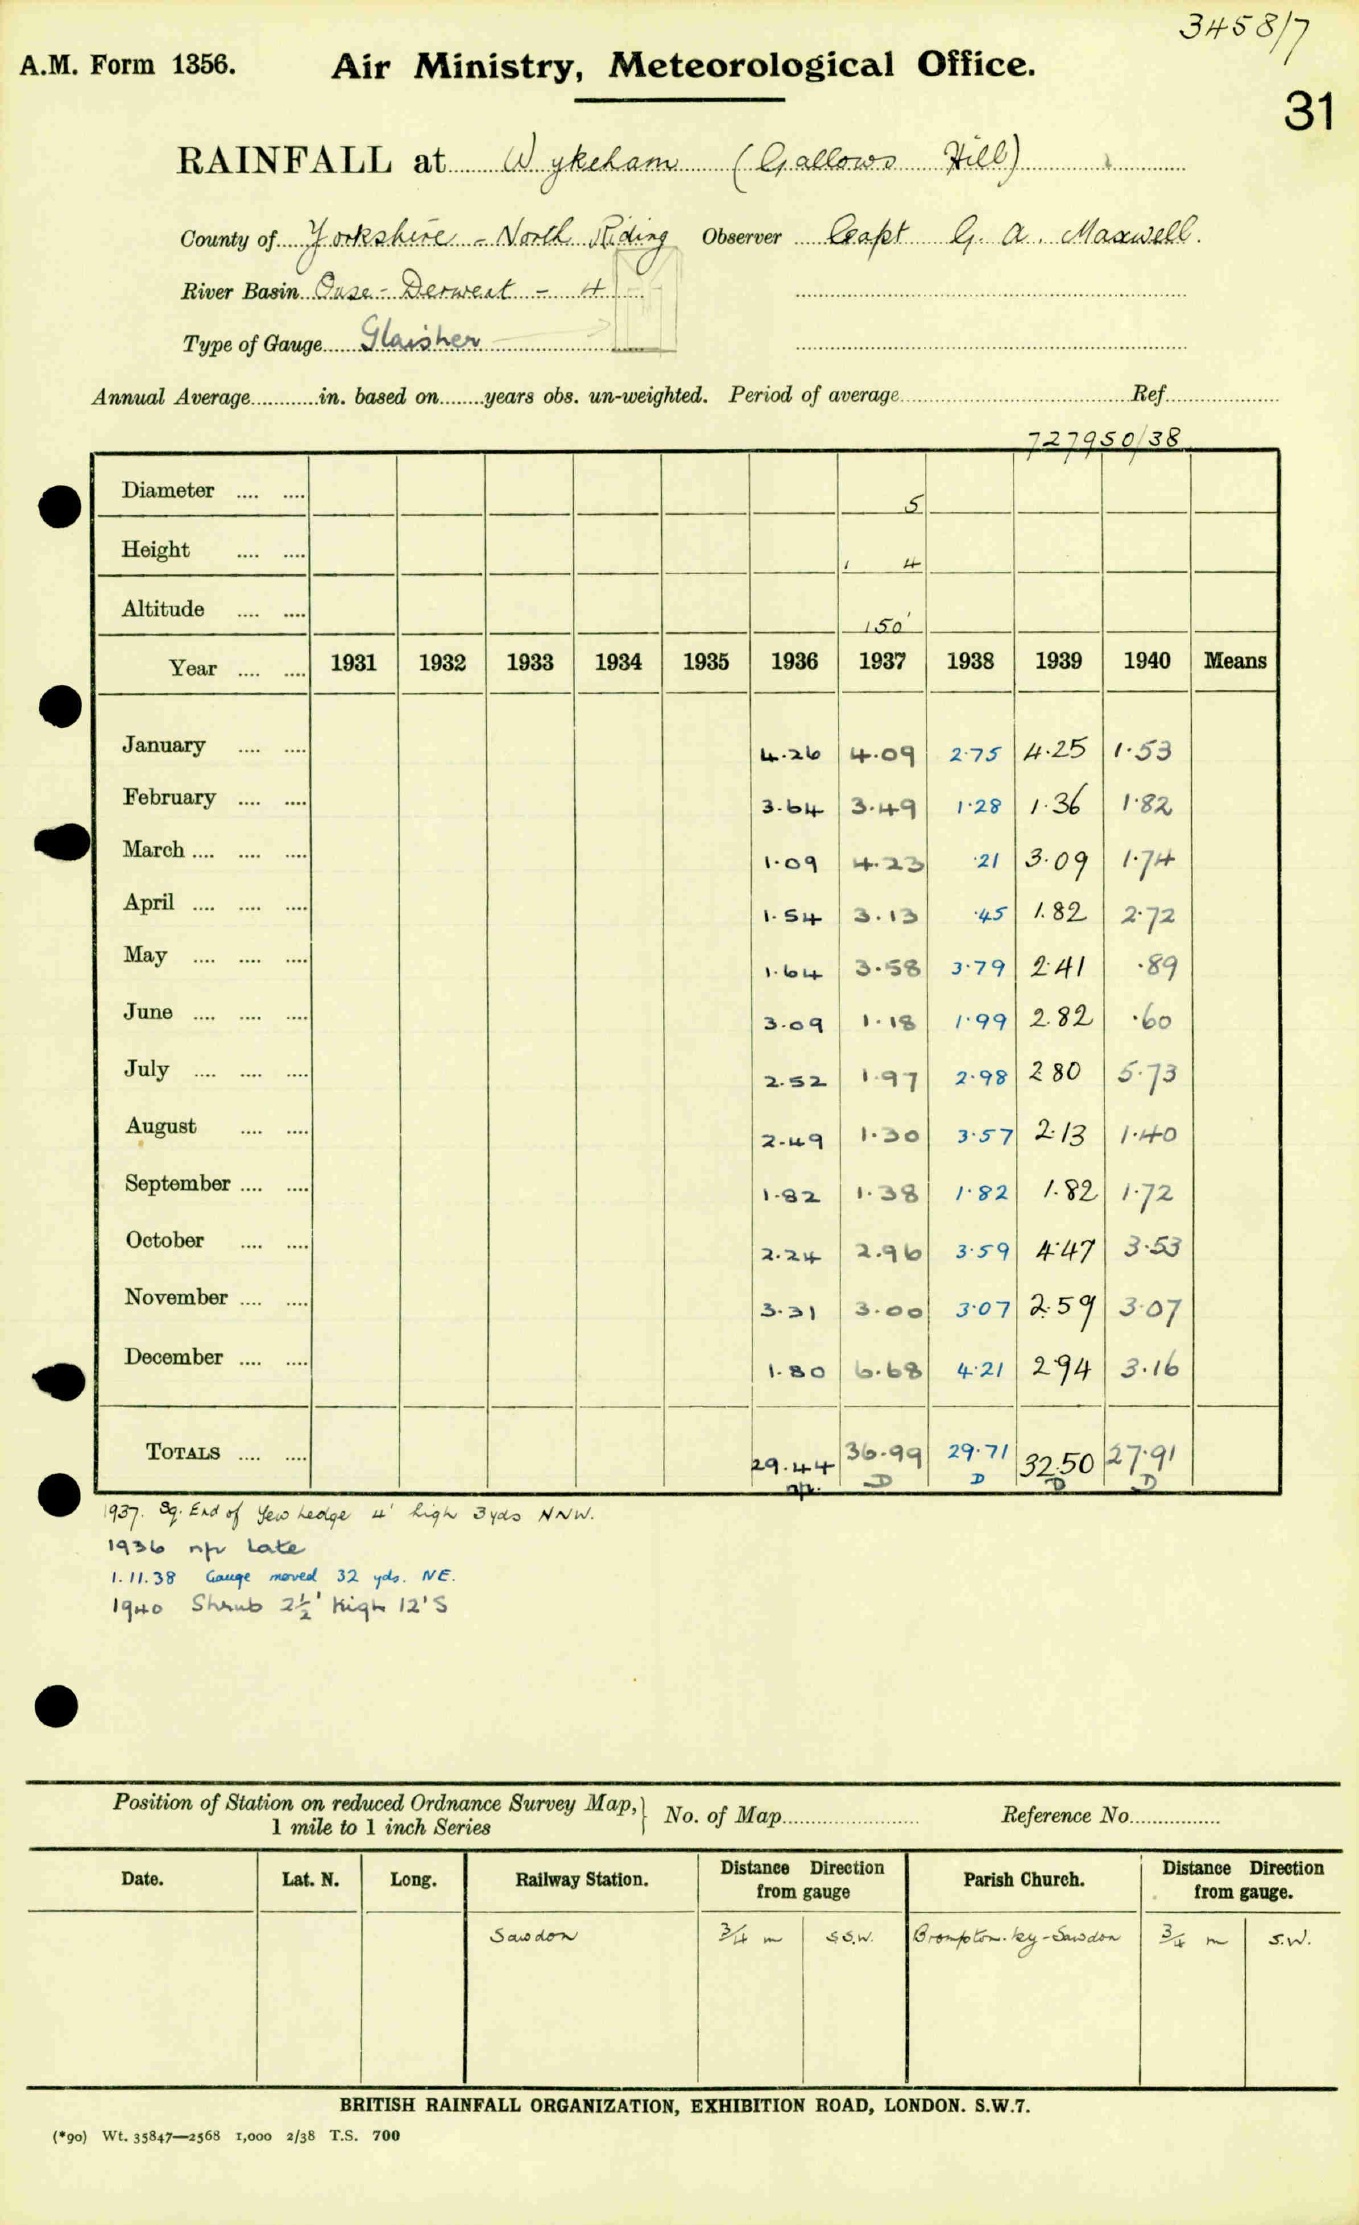 3458/7
A.M. Form 1356. Air Ministry, Meteorological Office.
31
RAINFALL at Wykeham (Gallows Hill)
County of Yorkshire - North Riding Observer Capt G. A. Maxwell.
River Basin Ouse - Derwent - 4
Type of Gauge Glaisher
Annual Average in. based on years obs. un-weighted. Period of average Ref
727950/38
Diameter 5
Height 1 4
Altitude 150'
Year 1931 1932 1933 1934 1935 1936 1937 1938 1939 1940 Means
January 4.26 4.09 2.75 4.25 1.53
February 3.64 3.49 1.28 1.36 1.82
March 1.09 4.23 .21 3.09 1.74
April 1.54 3.13 .45 1.82 2.72
May 1.64 3.58 3.79 2.41 .89
June 3.09 1.18 1.99 2.82 .60
July 2.52 1.97 2.98 2.80 5.73
August 2.49 1.30 3.57 2.13 1.40
September 1.82 1.38 1.82 1.82 1.72
October 2.24 2.96 3.59 4.47 3.53
November 3.31 3.00 3.07 2.59 3.07
December 1.80 6.68 4.21 2.94 3.16
TOTALS 29.44 36.99 29.71 32.50 27.91
np. D D D D
1937. Sq. End of Yew hedge 4' high 3 yds NNW.
1936 np Late
1.11.38 Gauge moved 32 yds. NE.
1940 Shrub 2½' High 12' S
Position of Station on reduced Ordnance Survey Map, 1 mile to 1 inch Series No. of Map Reference No.
Date. Lat. N. Long. Railway Station. Distance Direction from gauge Parish Church. Distance Direction from gauge.
Sawdon ¾ m S.S.W. Brompton-by-Sawdon ¾ m S.W.
BRITISH RAINFALL ORGANIZATION, EXHIBITION ROAD, LONDON. S.W.7.
(*90) Wt. 35847—2568 1,000 2/38 T.S. 700